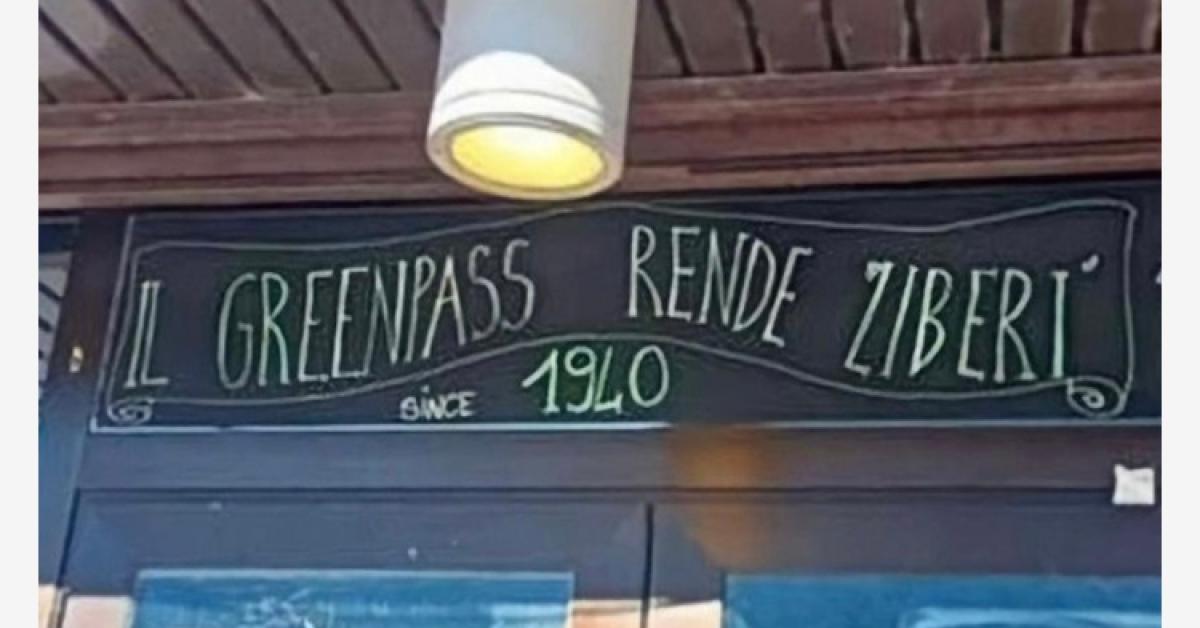 IL GREENPASS RENDE ZIBERI'
SINCE 1940